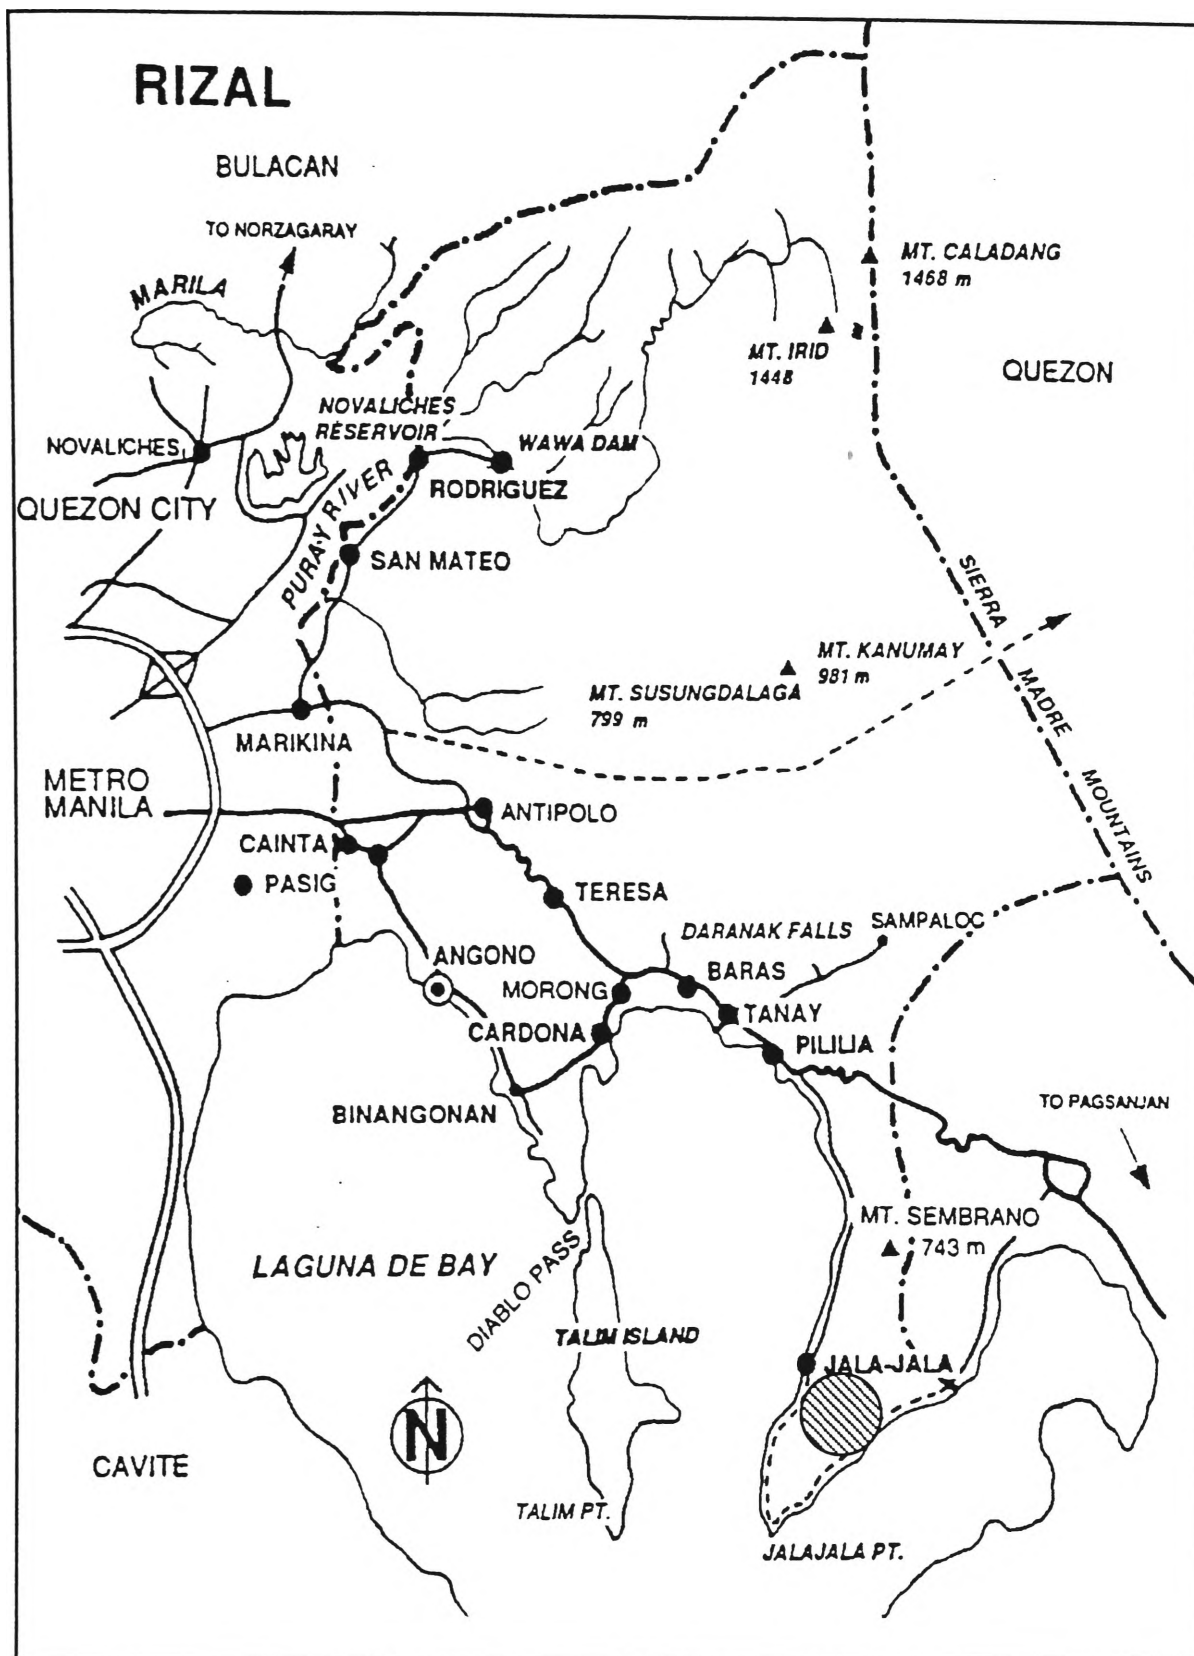 RIZAL
BULACAN
TO NORZAGARAY
MARILA
MT. CALADANG
1468 m
MT. IRID
1448
QUEZON
NOVALICHES
RESERVOIR
NOVALICHES
WAWA DAM
RODRIGUEZ
QUEZON CITY
PURAY RIVER
SAN MATEO
SIERRA
MADRE
MOUNTAINS
MT. KANUMAY
981 m
MT. SUSUNGDALAGA
799 m
MARIKINA
METRO
MANILA
ANTIPOLO
CAINTA
PASIG
TERESA
DARANAK FALLS
SAMPALOC
ANGONO
BARAS
MORONG
TANAY
CARDONA
PILILIA
BINANGONAN
TO PAGSANJAN
MT. SEMBRANO
743 m
LAGUNA DE BAY
DIABLO PASS
TALIM ISLAND
JALA-JALA
N
CAVITE
TALIM PT.
JALAJALA PT.